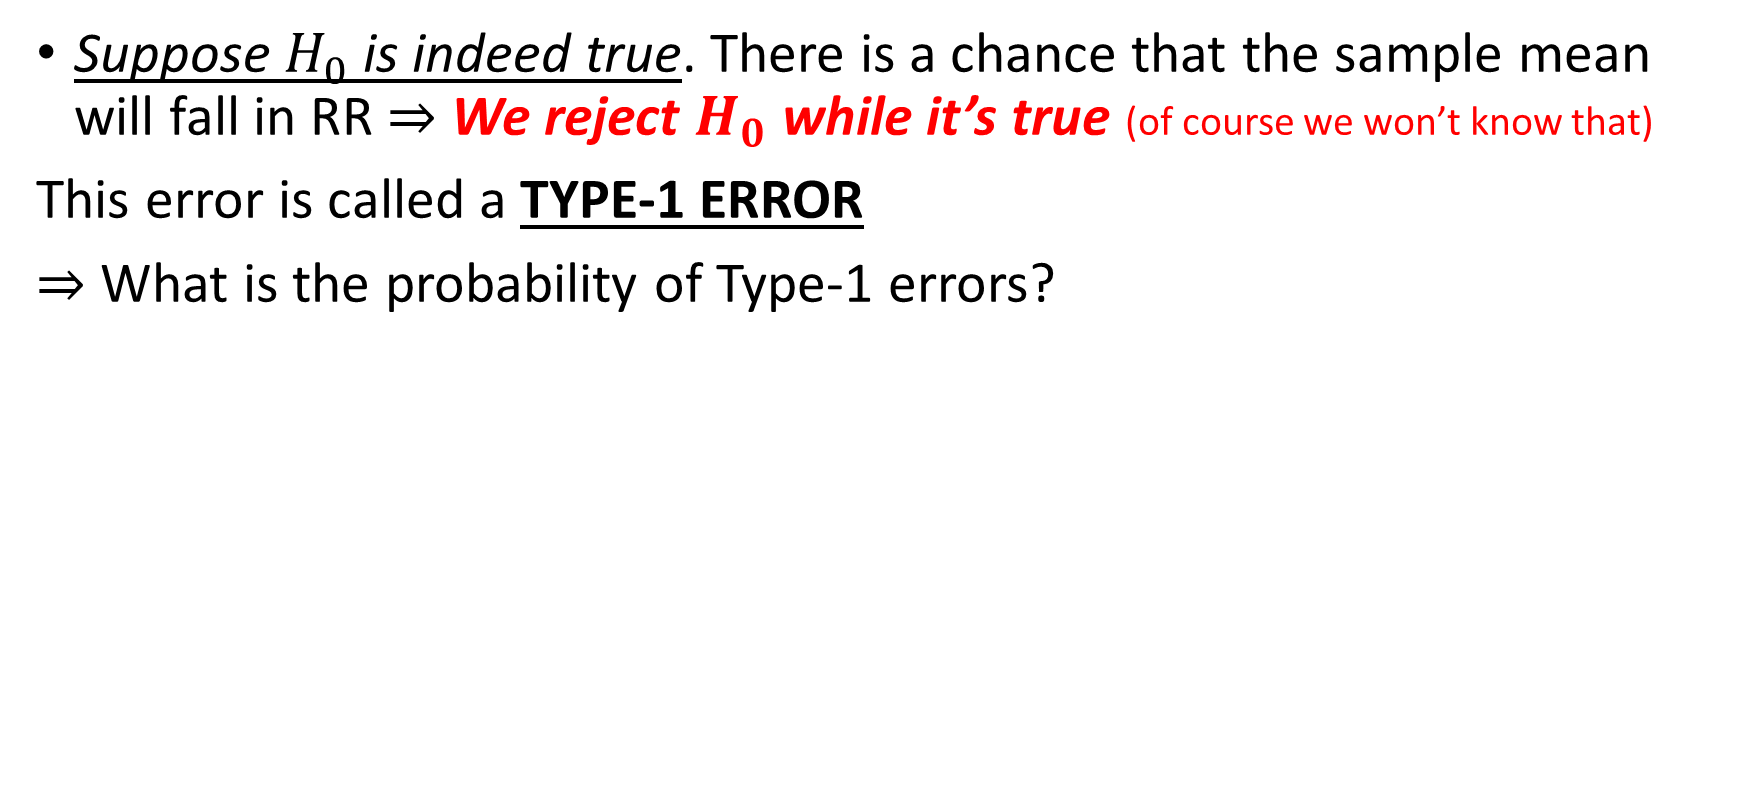 • Suppose H₀ is indeed true. There is a chance that the sample mean
will fall in RR ⇒ We reject H₀ while it’s true (of course we won’t know that)
This error is called a TYPE-1 ERROR
⇒ What is the probability of Type-1 errors?